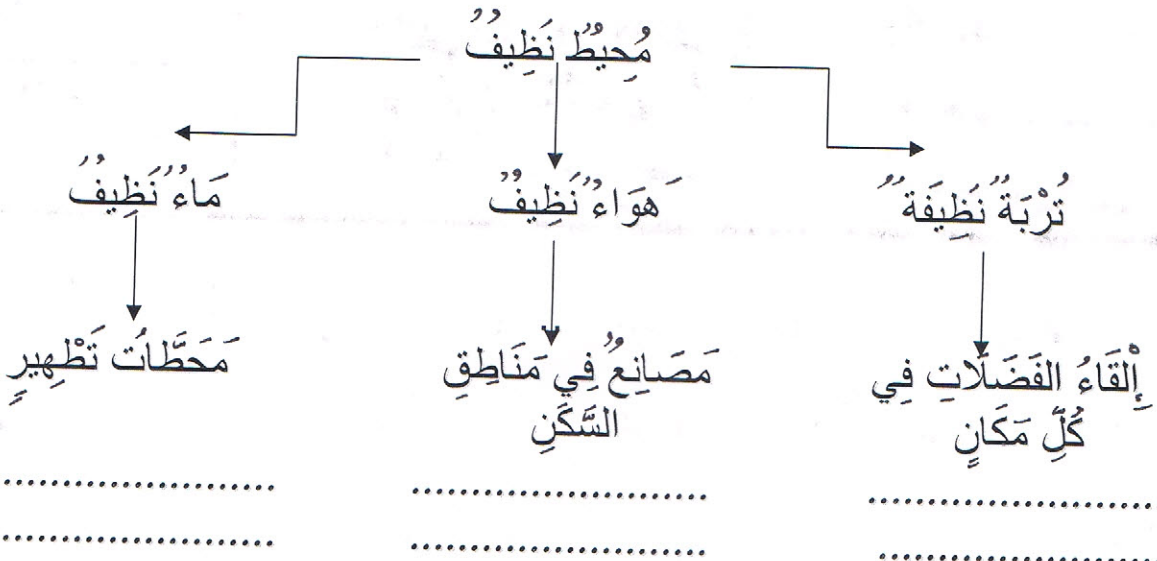 مُحِيطٌ نَظِيفٌ
تُرْبَةٌ نَظِيفَةٌ
هَوَاءٌ نَظِيفٌ
مَاءٌ نَظِيفٌ
إِلْقَاءُ الفَضَلَاتِ فِي
كُلِّ مَكَانٍ
مَصَانِعٌ فِي مَنَاطِقِ
السَّكَنِ
مَحَطَّاتُ تَطْهِيرٍ